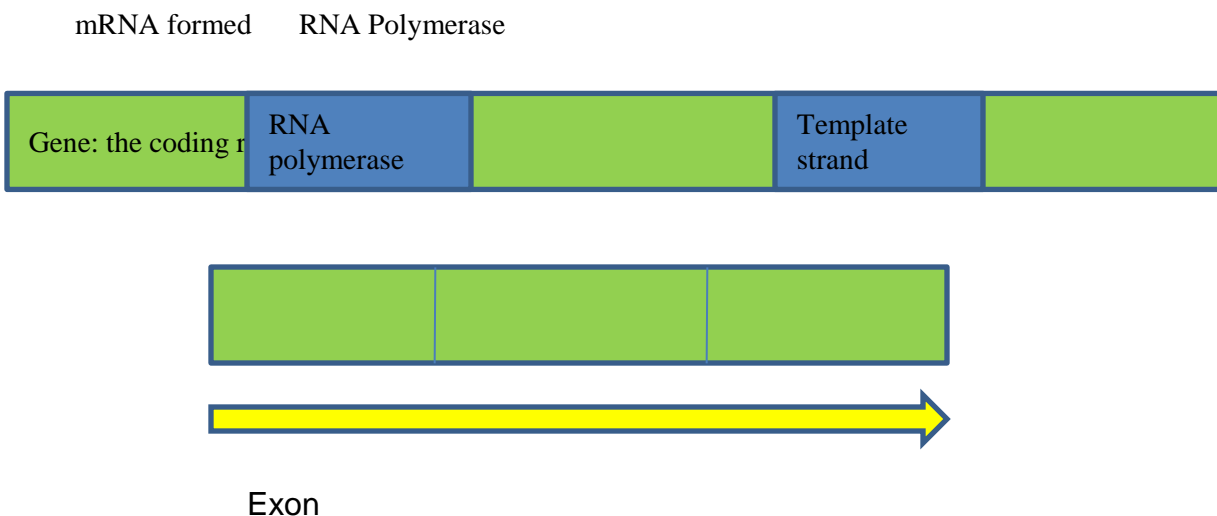 mRNA formed RNA Polymerase
Gene: the coding r
RNA
polymerase
Template
strand
Exon